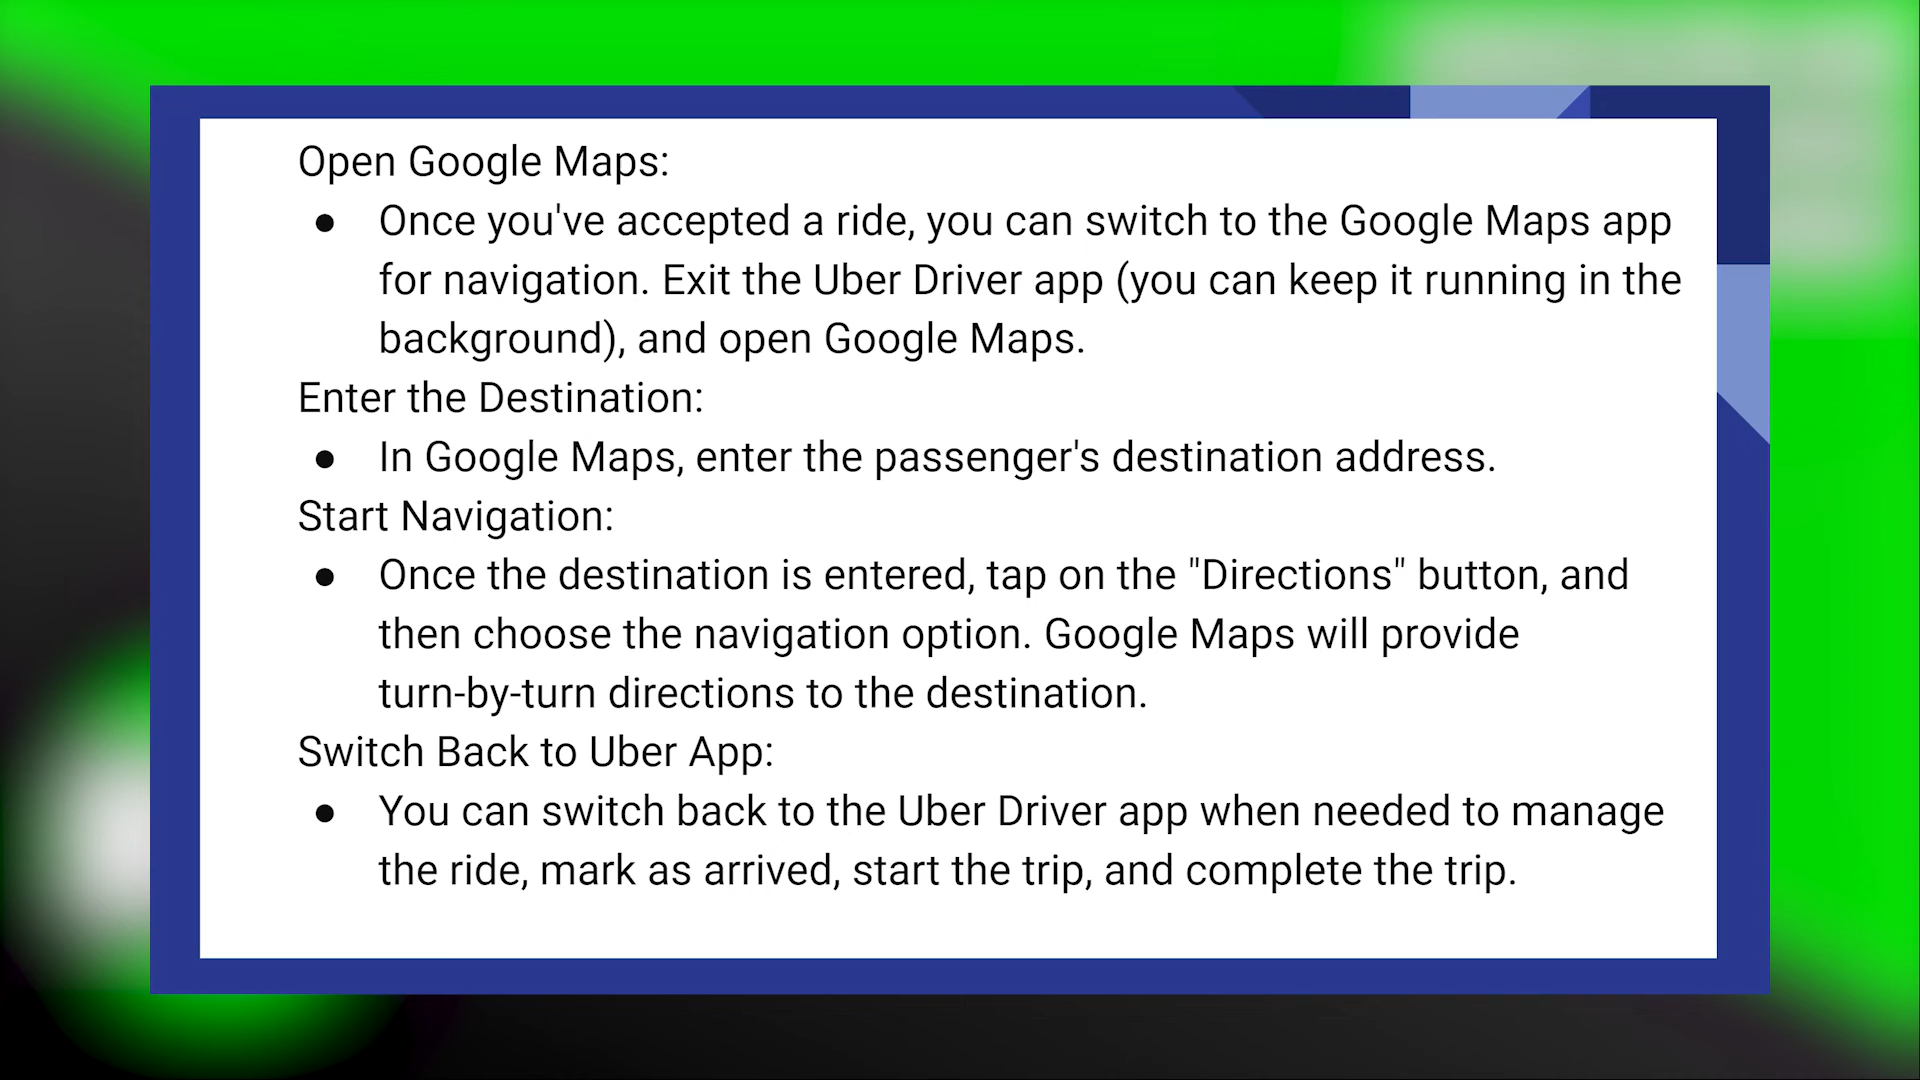 Open Google Maps:
● Once you've accepted a ride, you can switch to the Google Maps app
for navigation. Exit the Uber Driver app (you can keep it running in the
background), and open Google Maps.
Enter the Destination:
● In Google Maps, enter the passenger's destination address.
Start Navigation:
● Once the destination is entered, tap on the "Directions" button, and
then choose the navigation option. Google Maps will provide
turn-by-turn directions to the destination.
Switch Back to Uber App:
● You can switch back to the Uber Driver app when needed to manage
the ride, mark as arrived, start the trip, and complete the trip.